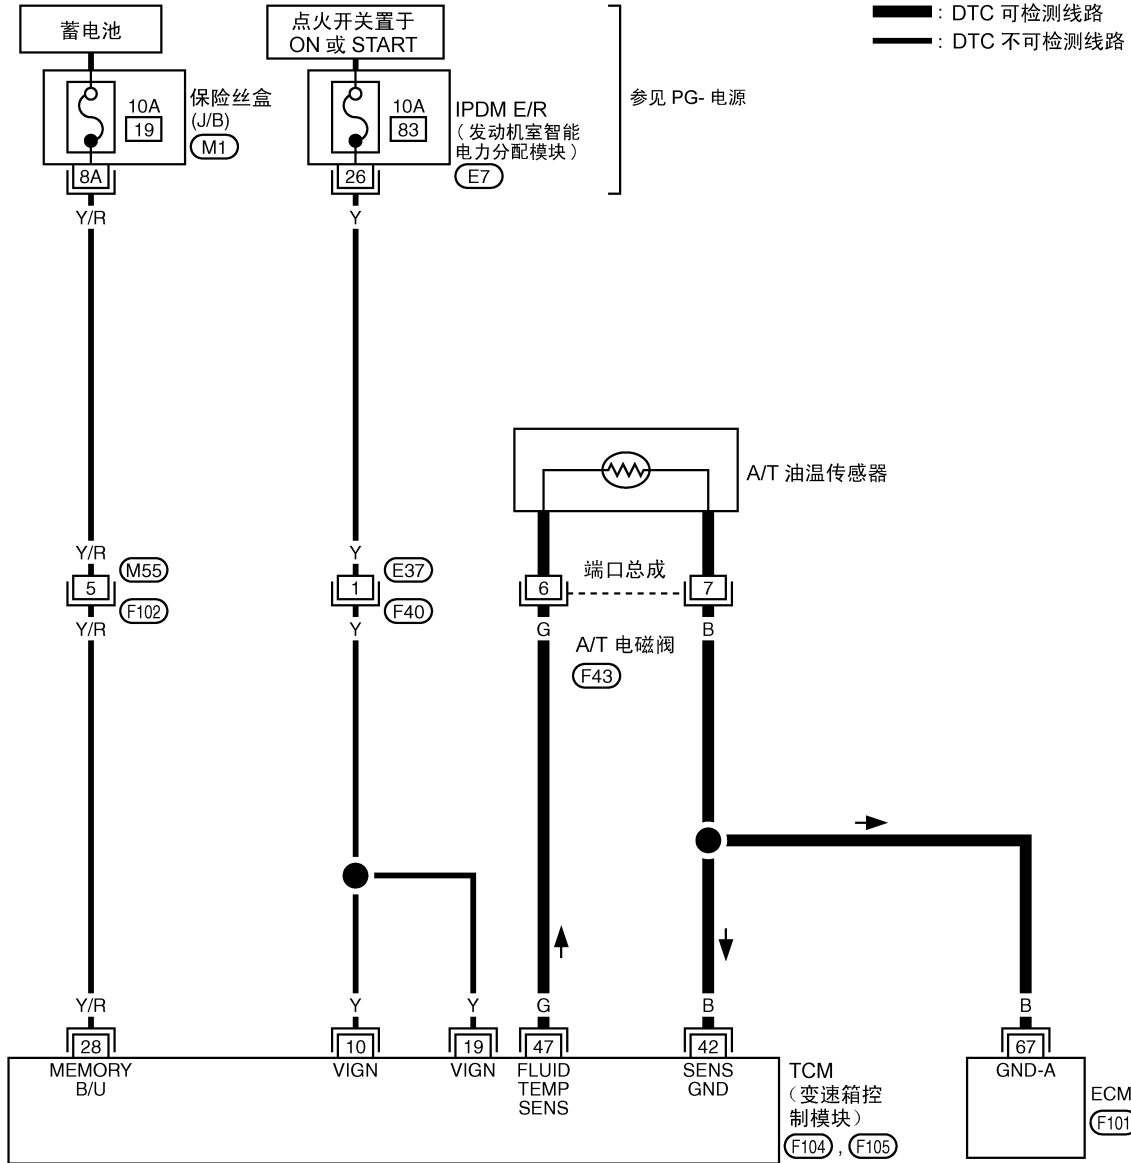 蓄电池
点火开关置于
ON 或 START
: DTC 可检测线路
: DTC 不可检测线路
10A
19
保险丝盒
(J/B)
M1
10A
83
IPDM E/R
（发动机室智能
电力分配模块）
E7
参见 PG- 电源
8A
26
Y/R
Y
A/T 油温传感器
Y/R
Y
5
M55
F102
1
E37
F40
6
端口总成
7
Y/R
Y
G
B
A/T 电磁阀
F43
Y/R
Y
Y
G
B
B
28
10
19
47
42
67
MEMORY
B/U
VIGN
VIGN
FLUID
TEMP
SENS
SENS
GND
TCM
（变速箱控
制模块）
F104 , F105
GND-A
ECM
F101